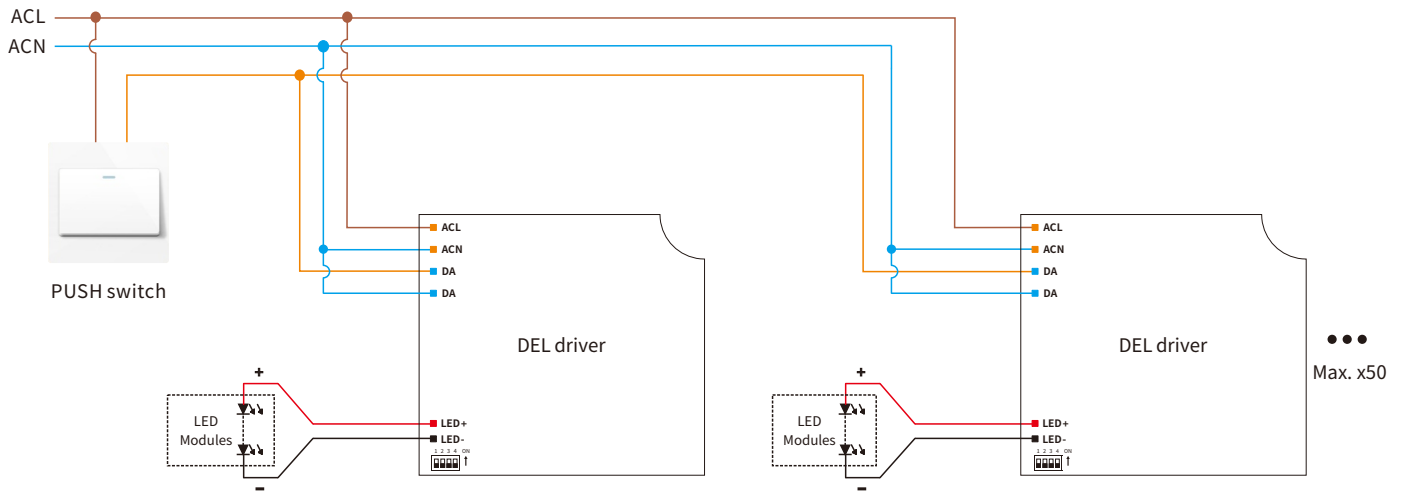 ACL
ACN
PUSH switch
ACL
ACN
DA
DA
DEL driver
+
LED
Modules
–
LED+
LED-
1 2 3 4 ON
ACL
ACN
DA
DA
DEL driver
+
LED
Modules
–
LED+
LED-
1 2 3 4 ON
Max. x50